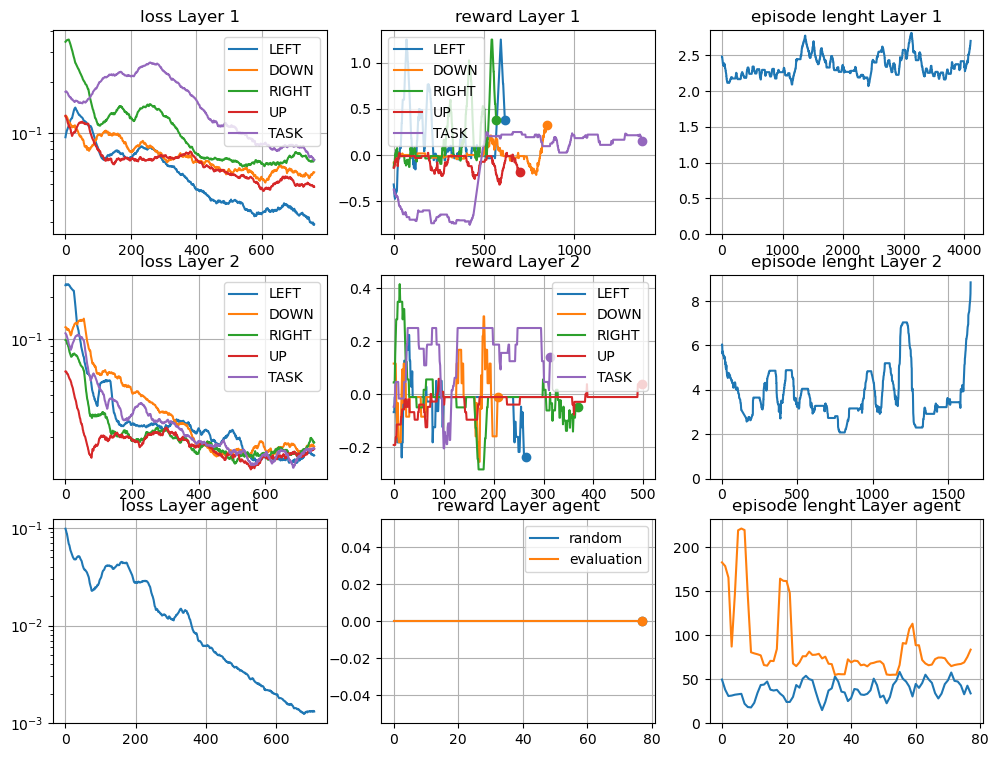 loss Layer 1
10^-1
0 200 400 600
LEFT
DOWN
RIGHT
UP
TASK
reward Layer 1
1.0
0.5
0.0
−0.5
0 500 1000
LEFT
DOWN
RIGHT
UP
TASK
episode lenght Layer 1
2.5
2.0
1.5
1.0
0.5
0.0
0 1000 2000 3000 4000
loss Layer 2
10^-1
0 200 400 600
LEFT
DOWN
RIGHT
UP
TASK
reward Layer 2
0.4
0.2
0.0
−0.2
0 100 200 300 400 500
LEFT
DOWN
RIGHT
UP
TASK
episode lenght Layer 2
8
6
4
2
0
0 500 1000 1500
loss Layer agent
10^-1
10^-2
10^-3
0 200 400 600
reward Layer agent
0.04
0.02
0.00
−0.02
−0.04
0 20 40 60 80
random
evaluation
episode lenght Layer agent
200
150
100
50
0
0 20 40 60 80